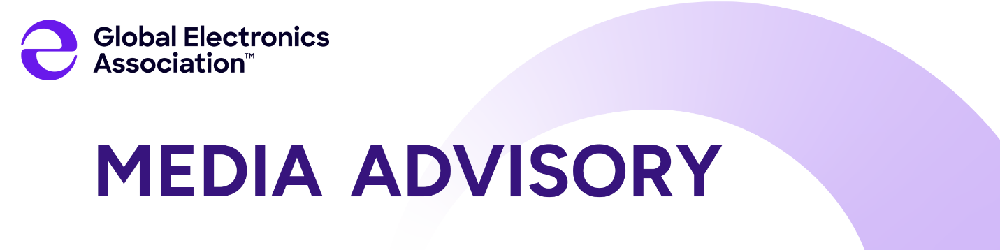 Global Electronics
Association™
MEDIA ADVISORY